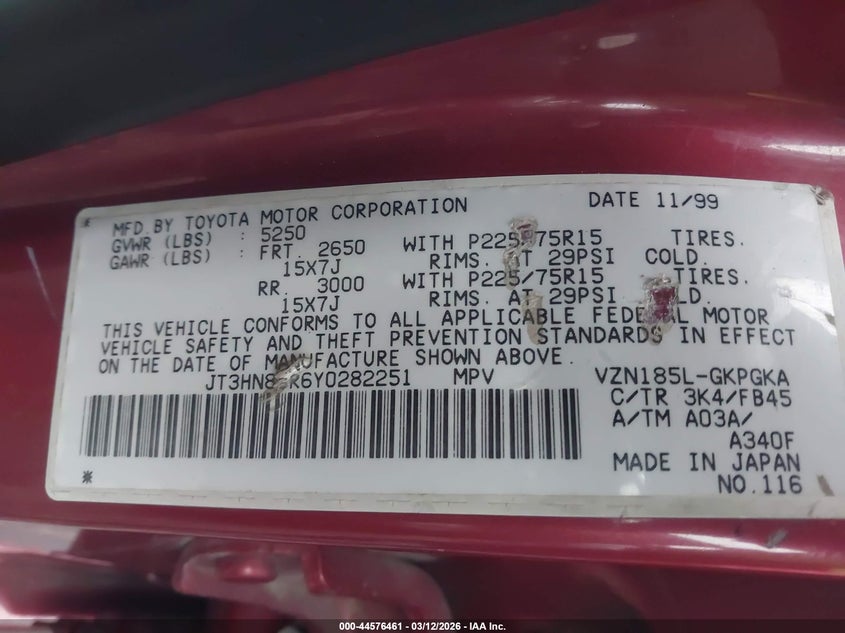 MFD. BY TOYOTA MOTOR CORPORATION DATE 11/99
GVWR (LBS) : 5250
GAWR (LBS) : FRT. 2650 WITH P225/75R15 TIRES.
15X7J RIMS. AT 29PSI COLD.
RR. 3000 WITH P225/75R15 TIRES.
15X7J RIMS. AT 29PSI
THIS VEHICLE CONFORMS TO ALL APPLICABLE FEDERAL MOTOR
VEHICLE SAFETY AND THEFT PREVENTION STANDARDS IN EFFECT
ON THE DATE OF MANUFACTURE SHOWN ABOVE.
MPV VZN185L-GKPGKA
C/TR 3K4/FB45
A/TM A03A/
A340F
MADE IN JAPAN
NO.116
000-44576461 - 03/12/2026 - IAA Inc.